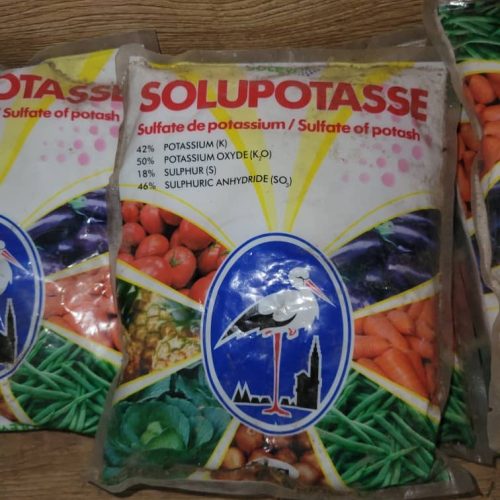 SOLUPOTASSE
Sulfate de potassium / Sulfate of potash
42% POTASSIUM (K)
50% POTASSIUM OXYDE (K₂O)
18% SULPHUR (S)
46% SULPHURIC ANHYDRIDE (SO₃)
OTASSE
/ Sulfate of potash